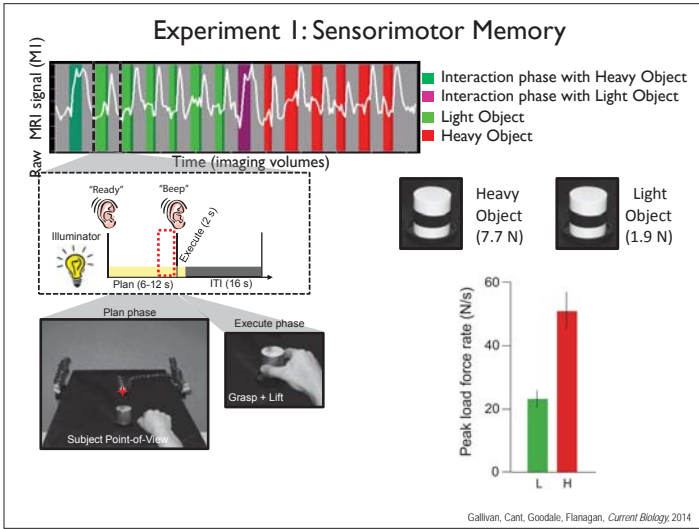 Experiment 1: Sensorimotor Memory
Raw MRI signal (M1)
Interaction phase with Heavy Object
Interaction phase with Light Object
Light Object
Heavy Object
Time (imaging volumes)
"Ready"
"Beep"
Illuminator
Execute (2 s)
Plan (6-12 s)
ITI (16 s)
Plan phase
Execute phase
Grasp + Lift
Subject Point-of-View
Heavy
Object
(7.7 N)
Light
Object
(1.9 N)
Peak load force rate (N/s)
60
40
20
0
L H
Gallivan, Cant, Goodale, Flanagan, Current Biology, 2014